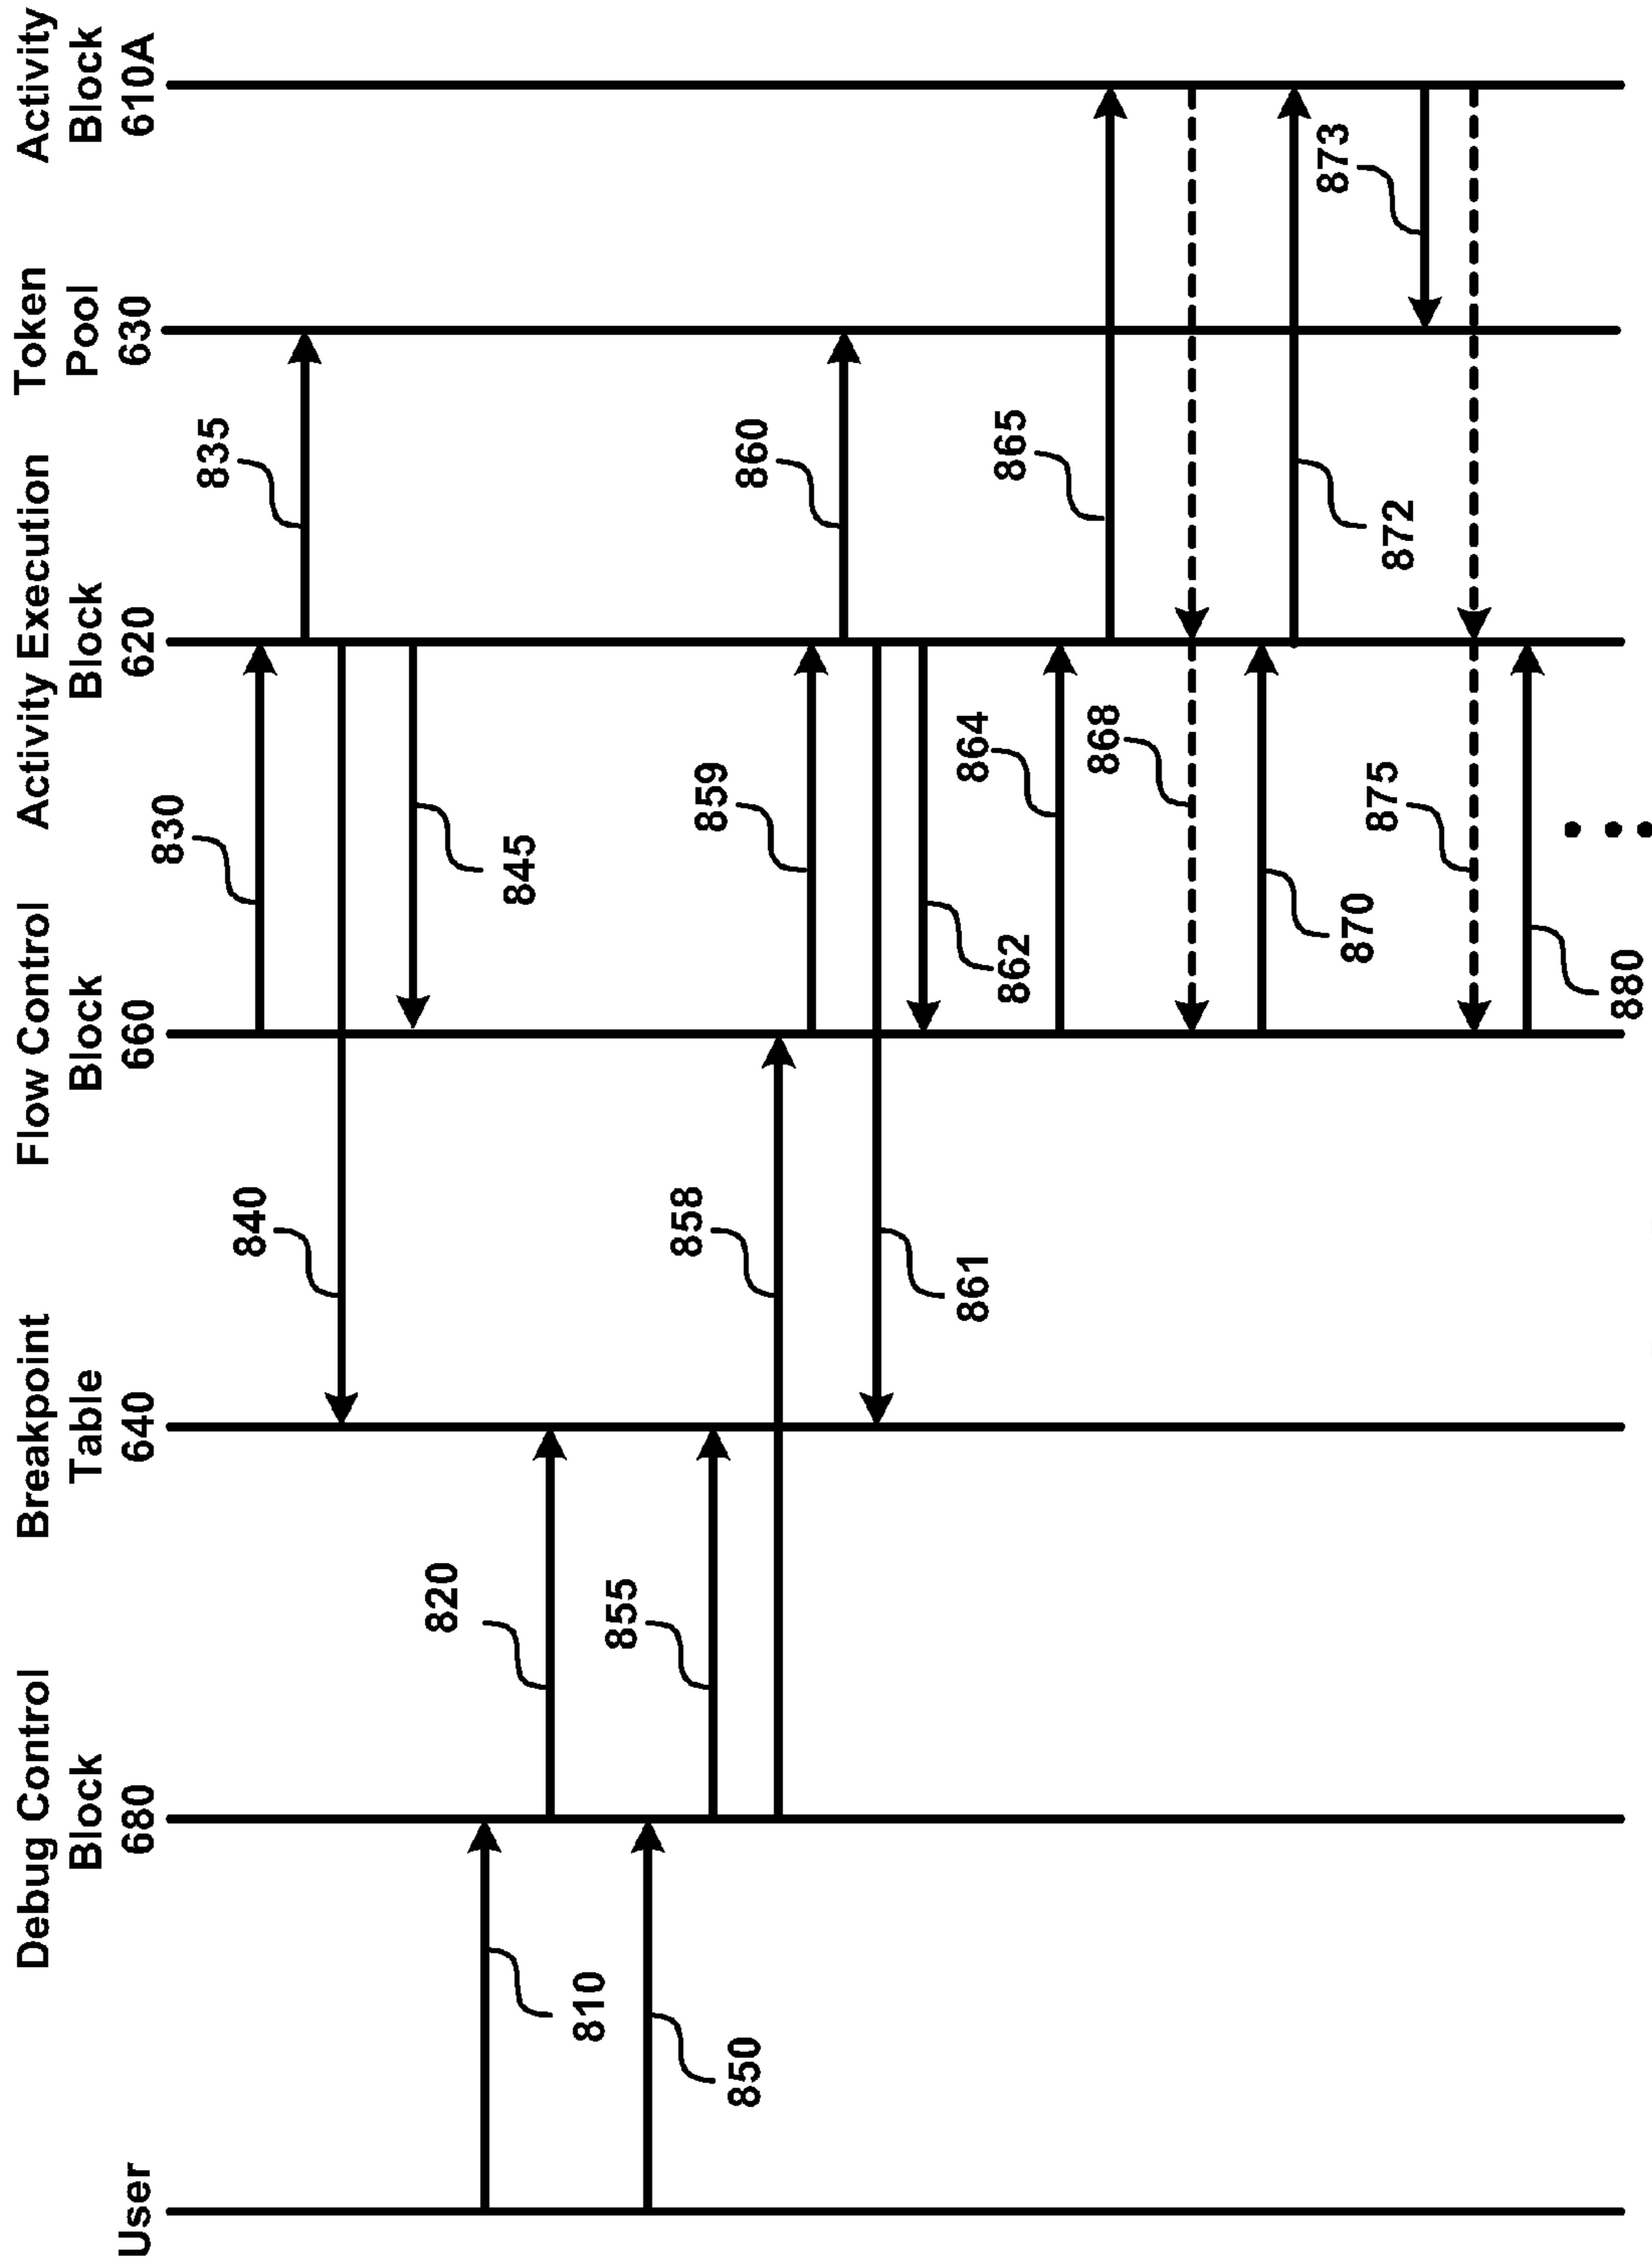 User
Debug Control
Block
680
Breakpoint
Table
640
Flow Control
Block
660
Activity Execution
Block
620
Token
Pool
630
Activity
Block
610A
830
835
840
845
810
820
850
855
858
859
860
861
862
864
865
868
870
872
873
875
880